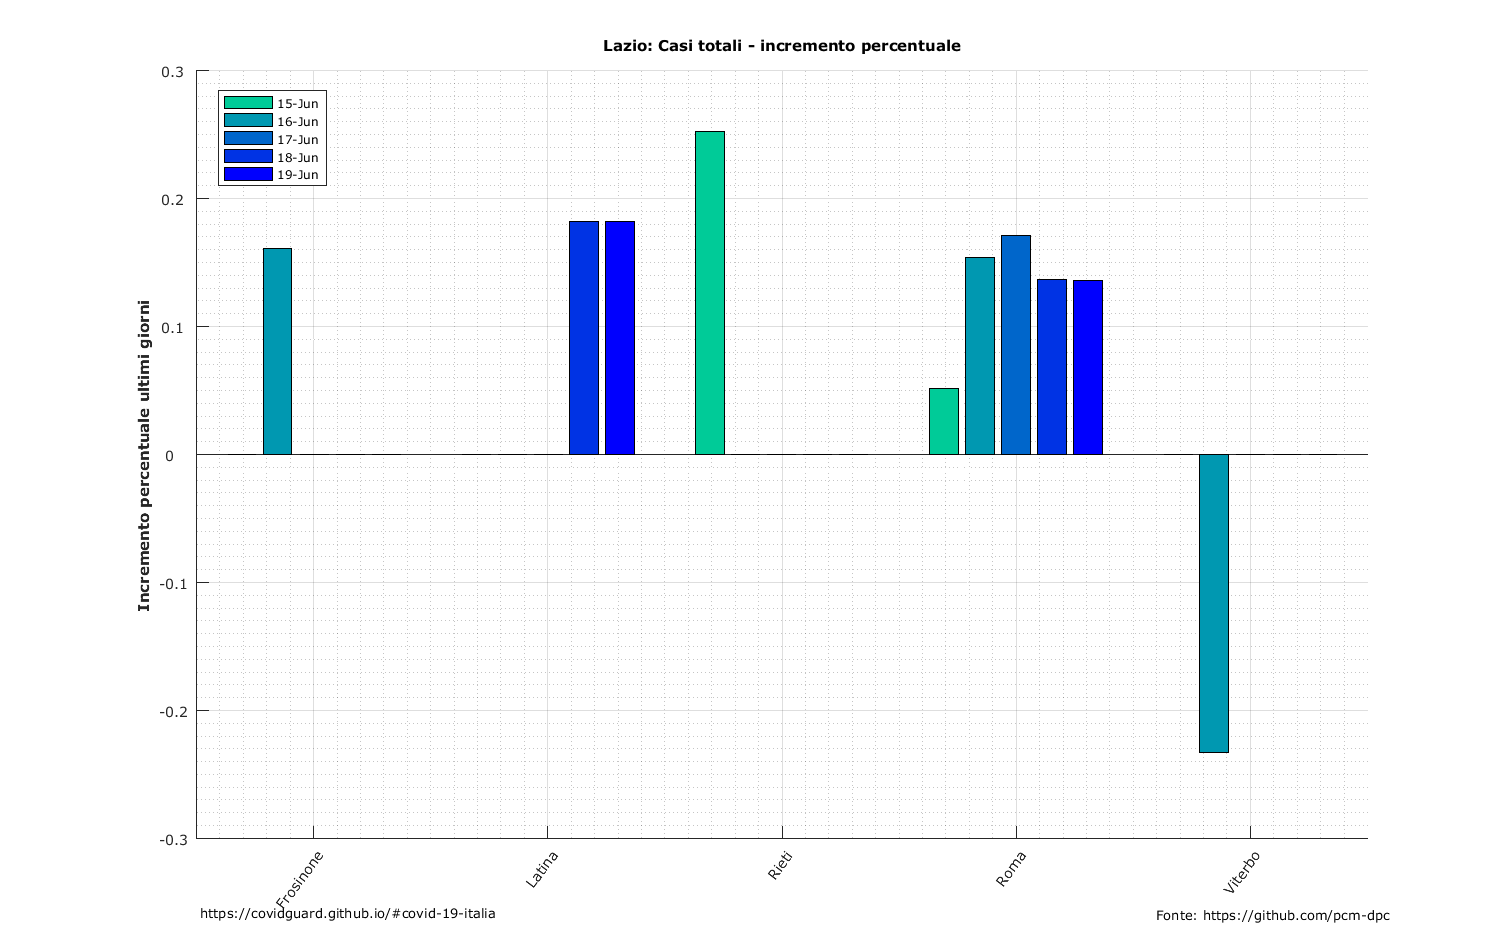 Lazio: Casi totali - incremento percentuale
0.3
0.2
0.1
0
-0.1
-0.2
-0.3
Incremento percentuale ultimi giorni
15-Jun
16-Jun
17-Jun
18-Jun
19-Jun
Frosinone
Latina
Rieti
Roma
Viterbo
https://covidguard.github.io/#covid-19-italia
Fonte: https://github.com/pcm-dpc